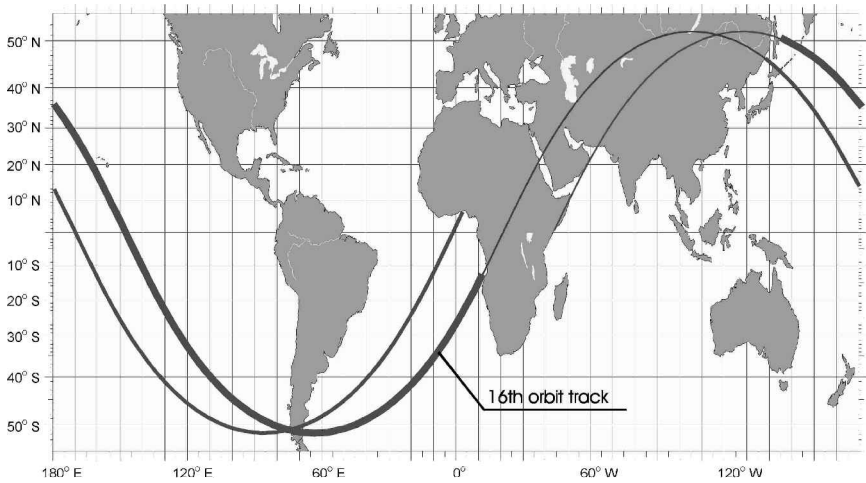 50° N
40° N
30° N
20° N
10° N
10° S
20° S
30° S
40° S
50° S
16th orbit track
180° E 120° E 60° E 0° 60° W 120° W